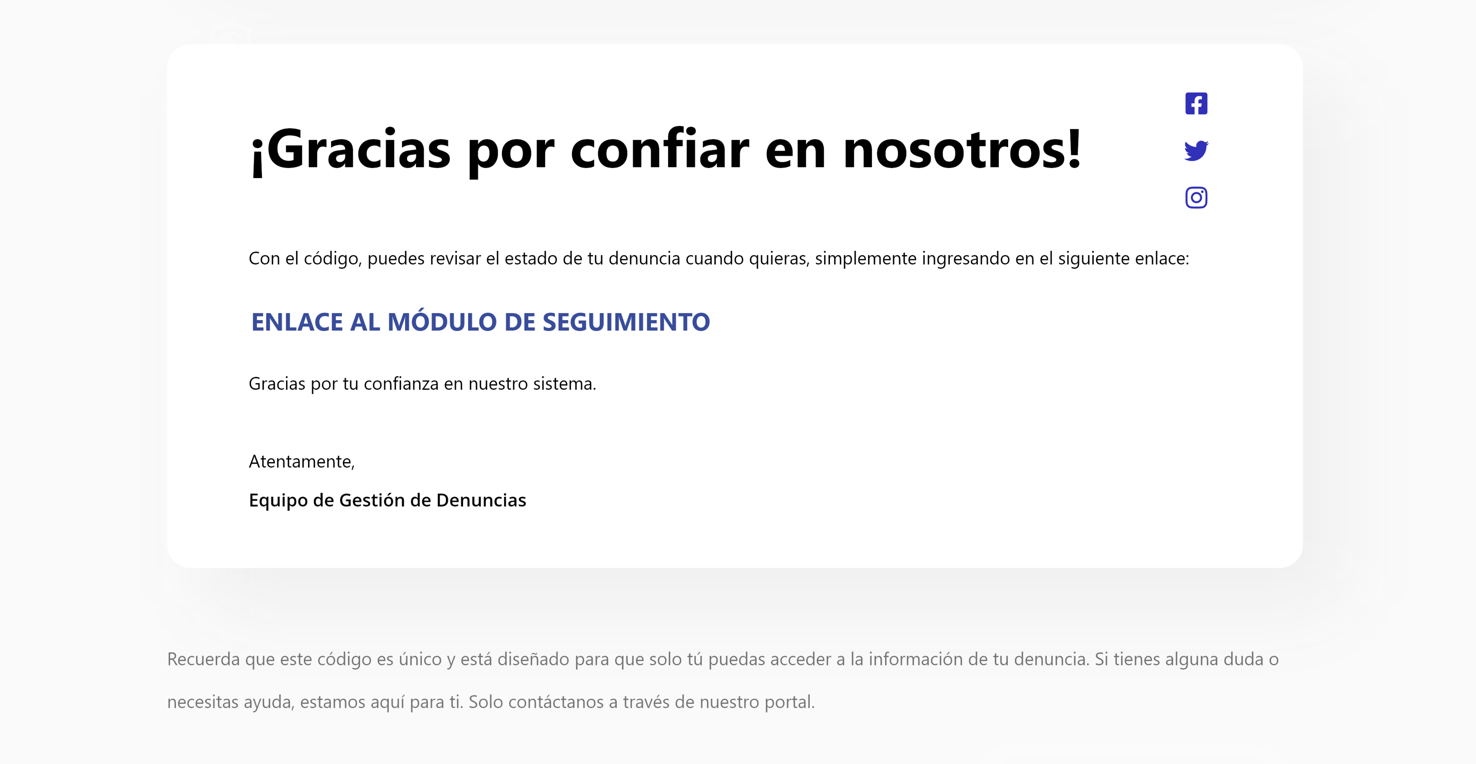 ¡Gracias por confiar en nosotros!
Con el código, puedes revisar el estado de tu denuncia cuando quieras, simplemente ingresando en el siguiente enlace:
ENLACE AL MÓDULO DE SEGUIMIENTO
Gracias por tu confianza en nuestro sistema.
Atentamente,
Equipo de Gestión de Denuncias
Recuerda que este código es único y está diseñado para que solo tú puedas acceder a la información de tu denuncia. Si tienes alguna duda o
necesitas ayuda, estamos aquí para ti. Solo contáctanos a través de nuestro portal.